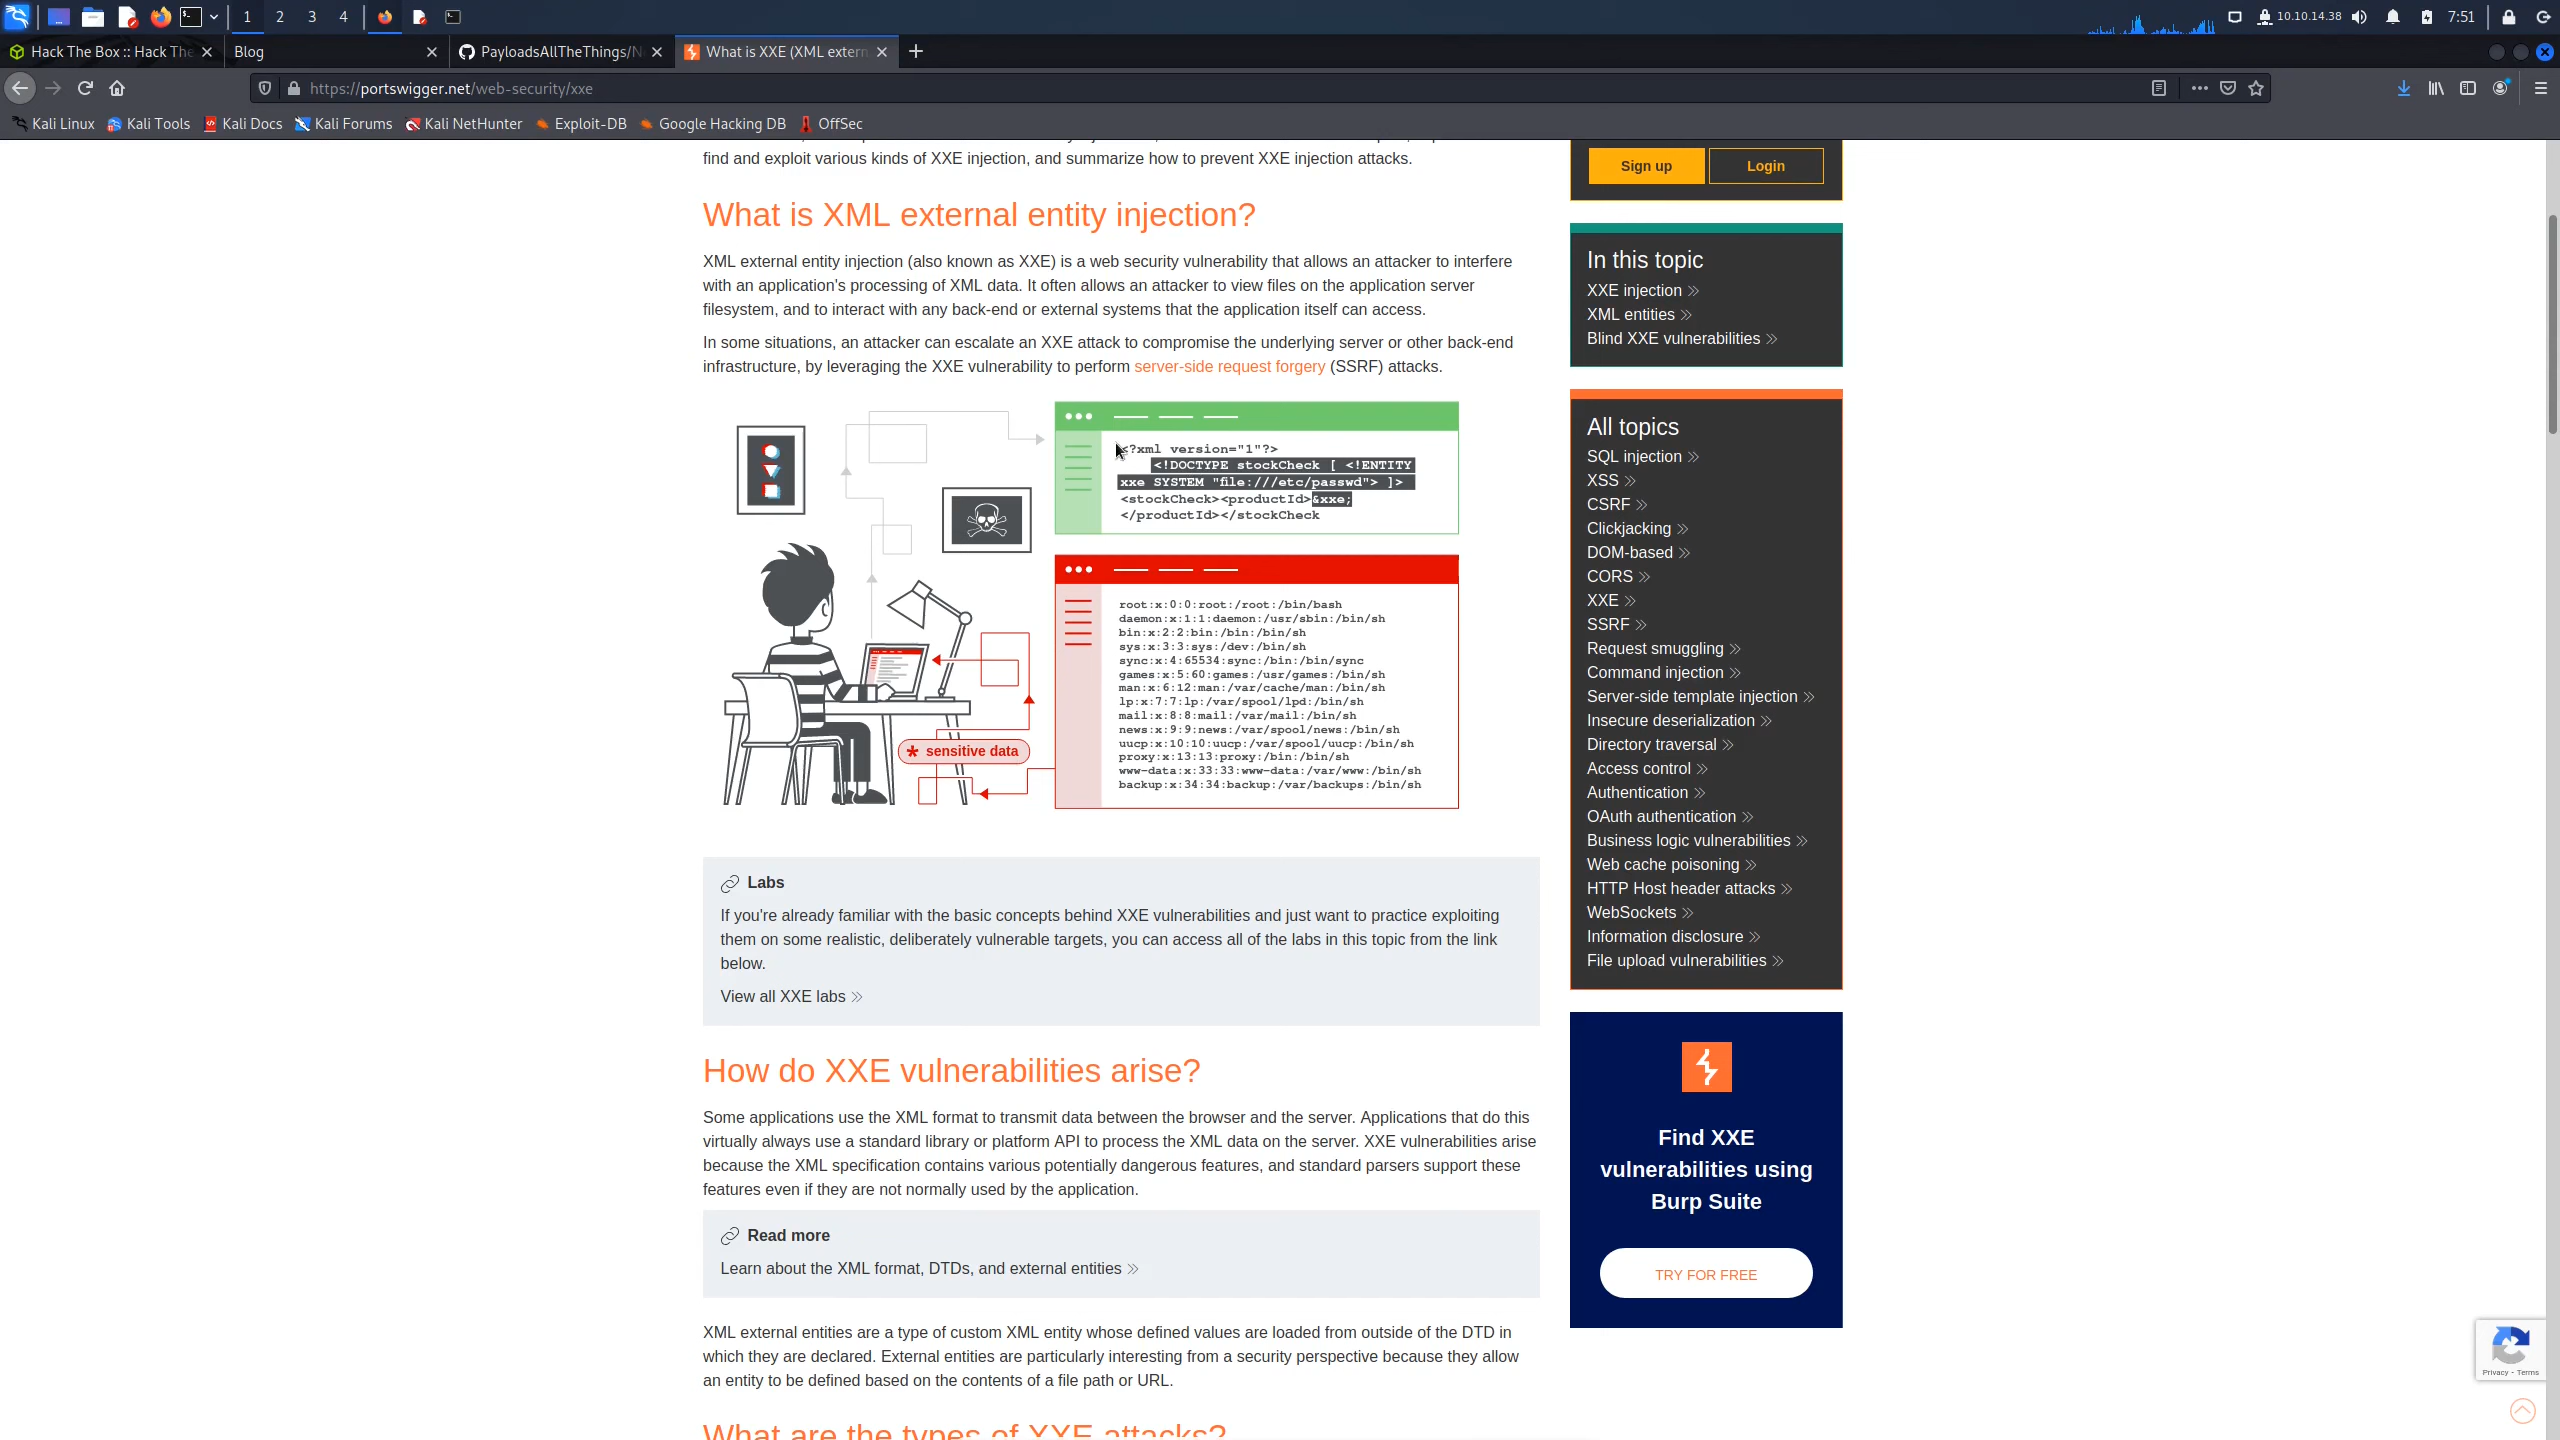 1 2 3 4
10.10.14.38
7:51
Hack The Box :: Hack The
Blog
PayloadsAllTheThings/N
What is XXE (XML extern
https://portswigger.net/web-security/xxe
Kali Linux
Kali Tools
Kali Docs
Kali Forums
Kali NetHunter
Exploit-DB
Google Hacking DB
OffSec
find and exploit various kinds of XXE injection, and summarize how to prevent XXE injection attacks.
What is XML external entity injection?
XML external entity injection (also known as XXE) is a web security vulnerability that allows an attacker to interfere
with an application's processing of XML data. It often allows an attacker to view files on the application server
filesystem, and to interact with any back-end or external systems that the application itself can access.
In some situations, an attacker can escalate an XXE attack to compromise the underlying server or other back-end
infrastructure, by leveraging the XXE vulnerability to perform server-side request forgery (SSRF) attacks.
<?xml version="1"?>
<!DOCTYPE stockCheck [ <!ENTITY
xxe SYSTEM "file:///etc/passwd"> ]>
<stockCheck><productId>&xxe;
</productId></stockCheck
root:x:0:0:root:/root:/bin/bash
daemon:x:1:1:daemon:/usr/sbin:/bin/sh
bin:x:2:2:bin:/bin:/bin/sh
sys:x:3:3:sys:/dev:/bin/sh
sync:x:4:65534:sync:/bin:/bin/sync
games:x:5:60:games:/usr/games:/bin/sh
man:x:6:12:man:/var/cache/man:/bin/sh
lp:x:7:7:lp:/var/spool/lpd:/bin/sh
mail:x:8:8:mail:/var/mail:/bin/sh
news:x:9:9:news:/var/spool/news:/bin/sh
uucp:x:10:10:uucp:/var/spool/uucp:/bin/sh
proxy:x:13:13:proxy:/bin:/bin/sh
www-data:x:33:33:www-data:/var/www:/bin/sh
backup:x:34:34:backup:/var/backups:/bin/sh
* sensitive data
Labs
If you're already familiar with the basic concepts behind XXE vulnerabilities and just want to practice exploiting
them on some realistic, deliberately vulnerable targets, you can access all of the labs in this topic from the link
below.
View all XXE labs
How do XXE vulnerabilities arise?
Some applications use the XML format to transmit data between the browser and the server. Applications that do this
virtually always use a standard library or platform API to process the XML data on the server. XXE vulnerabilities arise
because the XML specification contains various potentially dangerous features, and standard parsers support these
features even if they are not normally used by the application.
Read more
Learn about the XML format, DTDs, and external entities
XML external entities are a type of custom XML entity whose defined values are loaded from outside of the DTD in
which they are declared. External entities are particularly interesting from a security perspective because they allow
an entity to be defined based on the contents of a file path or URL.
What are the types of XXE attacks?
Sign up
Login
In this topic
XXE injection
XML entities
Blind XXE vulnerabilities
All topics
SQL injection
XSS
CSRF
Clickjacking
DOM-based
CORS
XXE
SSRF
Request smuggling
Command injection
Server-side template injection
Insecure deserialization
Directory traversal
Access control
Authentication
OAuth authentication
Business logic vulnerabilities
Web cache poisoning
HTTP Host header attacks
WebSockets
Information disclosure
File upload vulnerabilities
Find XXE
vulnerabilities using
Burp Suite
TRY FOR FREE
Privacy - Terms